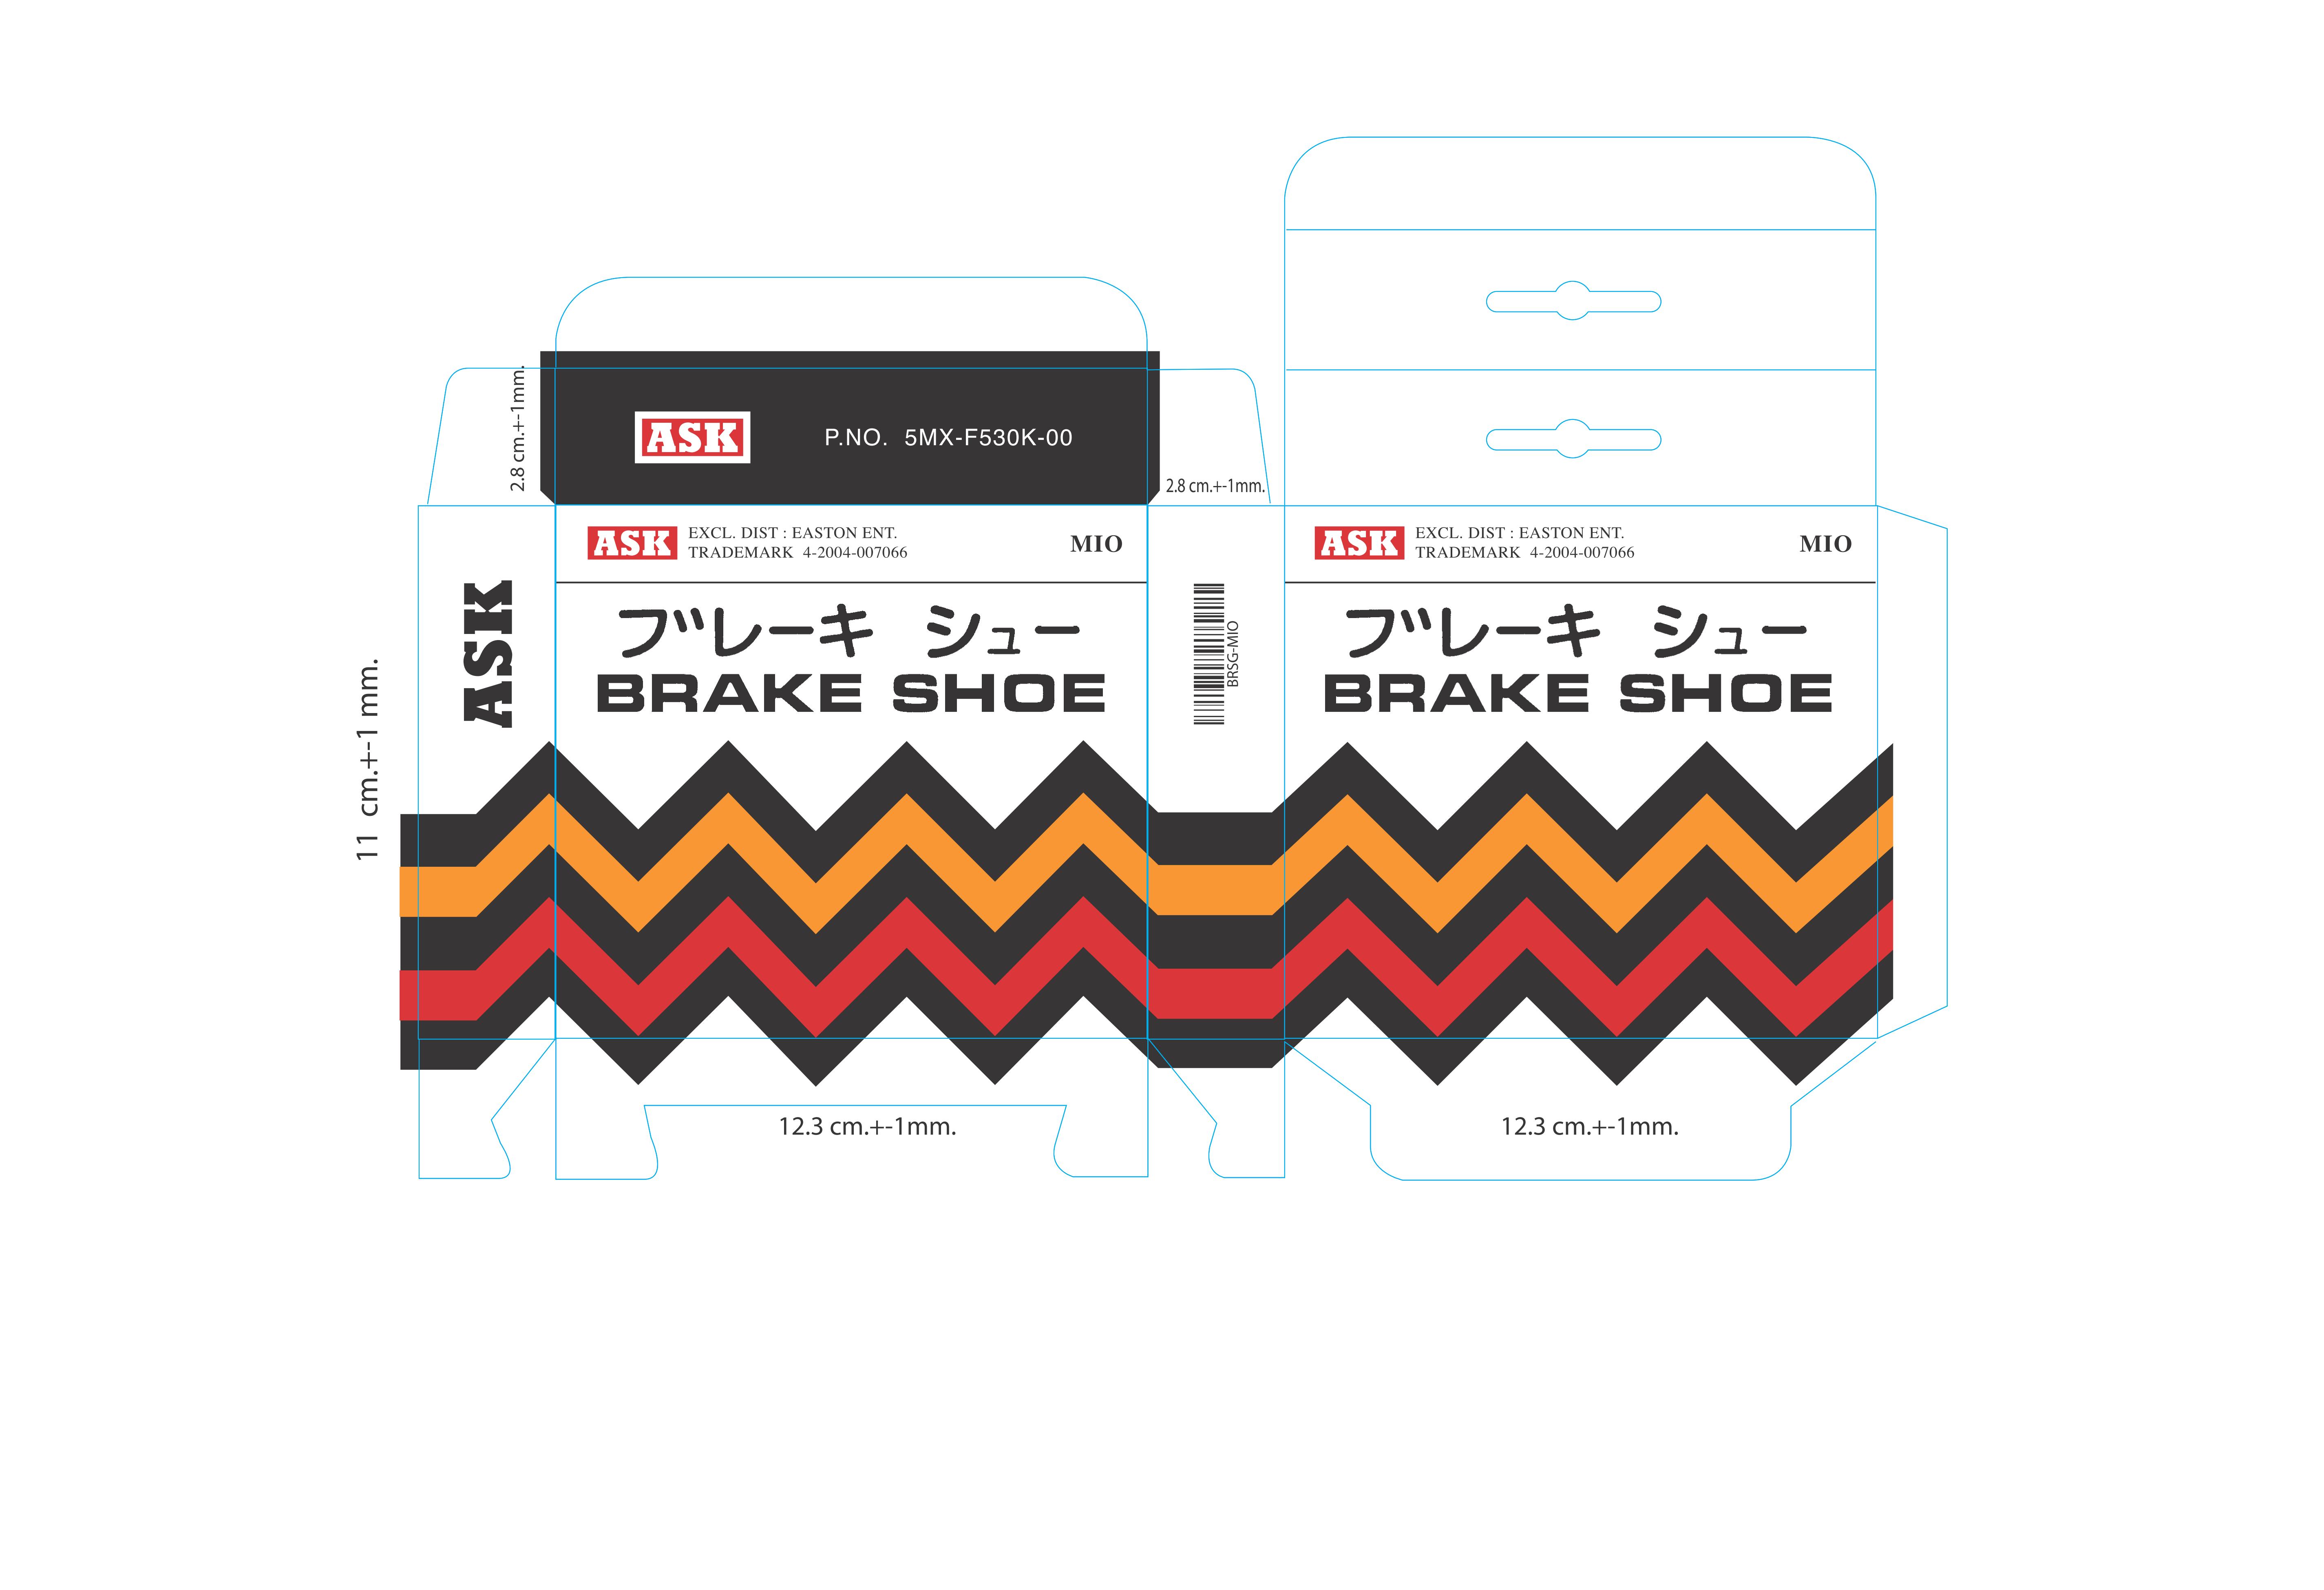 2.8 cm.+-1mm.
ASK
P.NO. 5MX-F530K-00
2.8 cm.+-1mm.
ASK
EXCL. DIST : EASTON ENT.
TRADEMARK 4-2004-007066
MIO
ブレーキ シュー
BRAKE SHOE
ASK
11 cm.+-1 mm.
BRSG-MIO
ASK
EXCL. DIST : EASTON ENT.
TRADEMARK 4-2004-007066
MIO
ブレーキ シュー
BRAKE SHOE
12.3 cm.+-1mm.
12.3 cm.+-1mm.